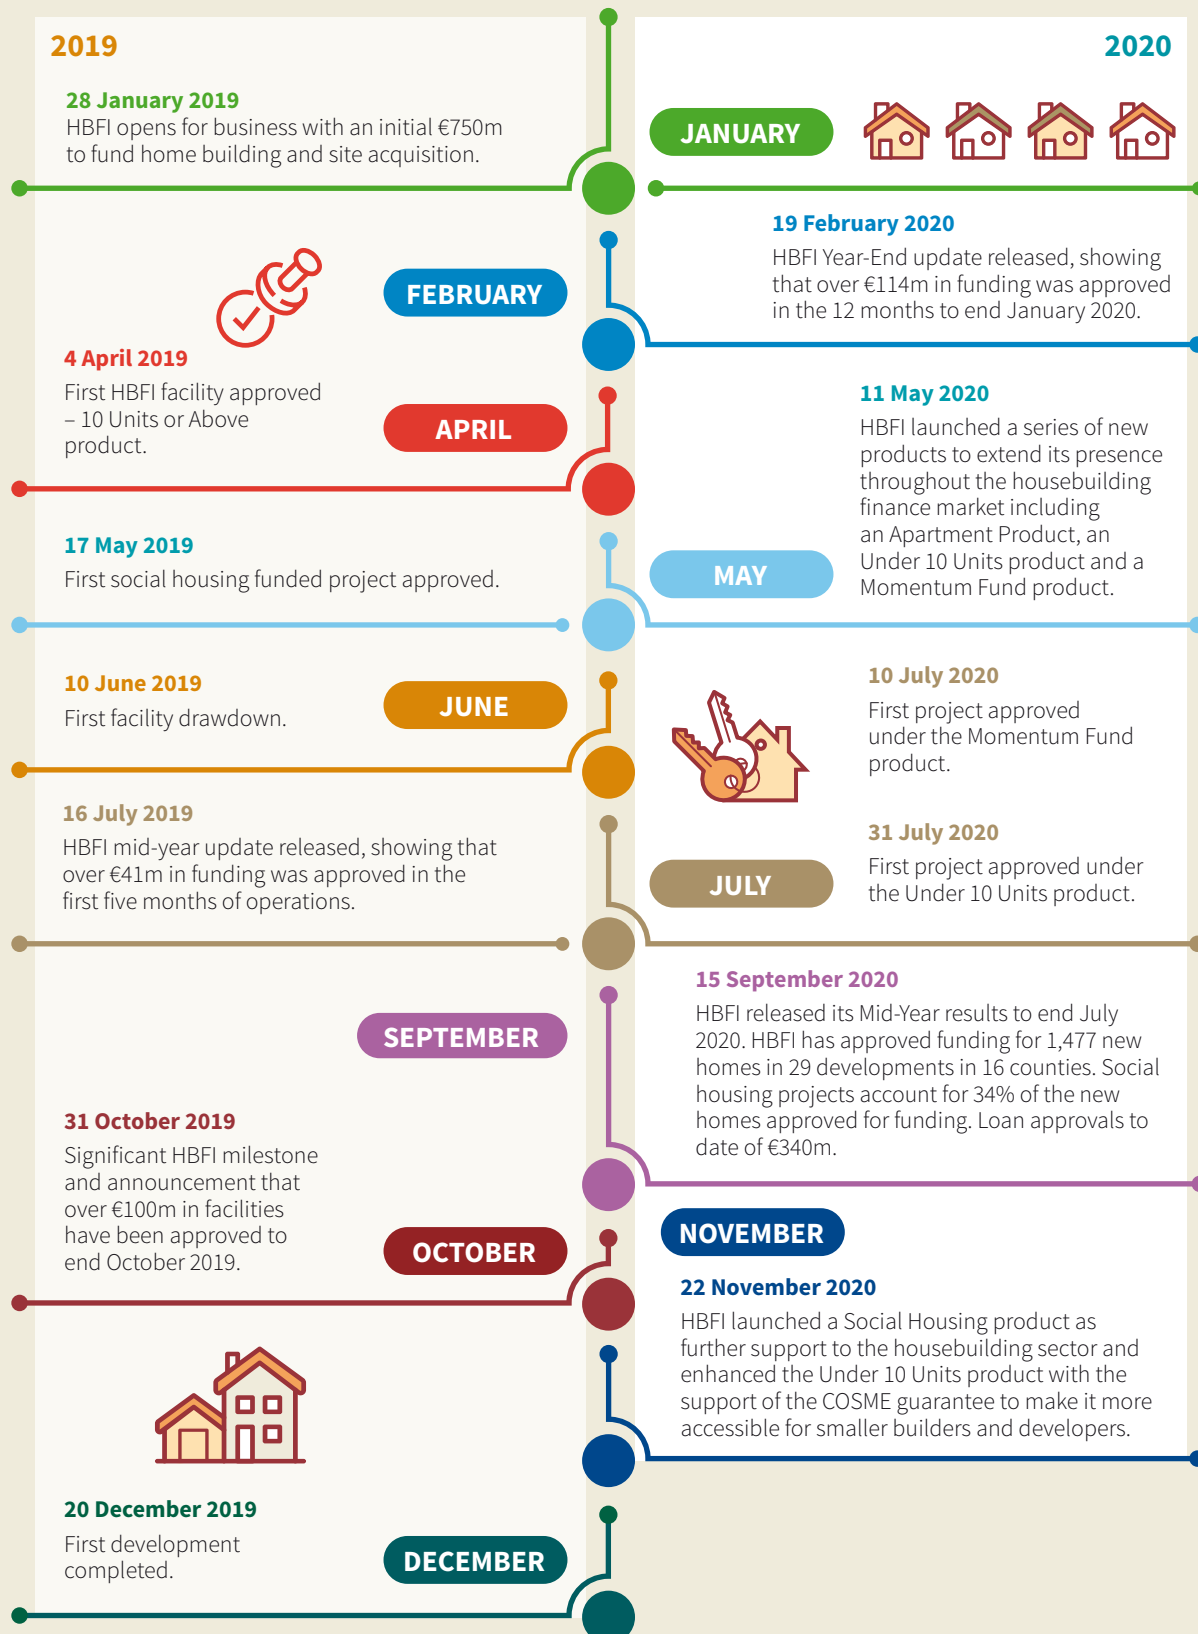 2019
28 January 2019
HBFI opens for business with an initial €750m
to fund home building and site acquisition.
FEBRUARY
4 April 2019
First HBFI facility approved
– 10 Units or Above
product.
APRIL
17 May 2019
First social housing funded project approved.
10 June 2019
First facility drawdown.
JUNE
16 July 2019
HBFI mid-year update released, showing that
over €41m in funding was approved in the
first five months of operations.
SEPTEMBER
31 October 2019
Significant HBFI milestone
and announcement that
over €100m in facilities
have been approved to
end October 2019.
OCTOBER
20 December 2019
First development
completed.
DECEMBER
2020
JANUARY
19 February 2020
HBFI Year-End update released, showing
that over €114m in funding was approved
in the 12 months to end January 2020.
11 May 2020
HBFI launched a series of new
products to extend its presence
throughout the housebuilding
finance market including
an Apartment Product, an
Under 10 Units product and a
Momentum Fund product.
MAY
10 July 2020
First project approved
under the Momentum Fund
product.
31 July 2020
First project approved under
the Under 10 Units product.
JULY
15 September 2020
HBFI released its Mid-Year results to end July
2020. HBFI has approved funding for 1,477 new
homes in 29 developments in 16 counties. Social
housing projects account for 34% of the new
homes approved for funding. Loan approvals to
date of €340m.
NOVEMBER
22 November 2020
HBFI launched a Social Housing product as
further support to the housebuilding sector and
enhanced the Under 10 Units product with the
support of the COSME guarantee to make it more
accessible for smaller builders and developers.